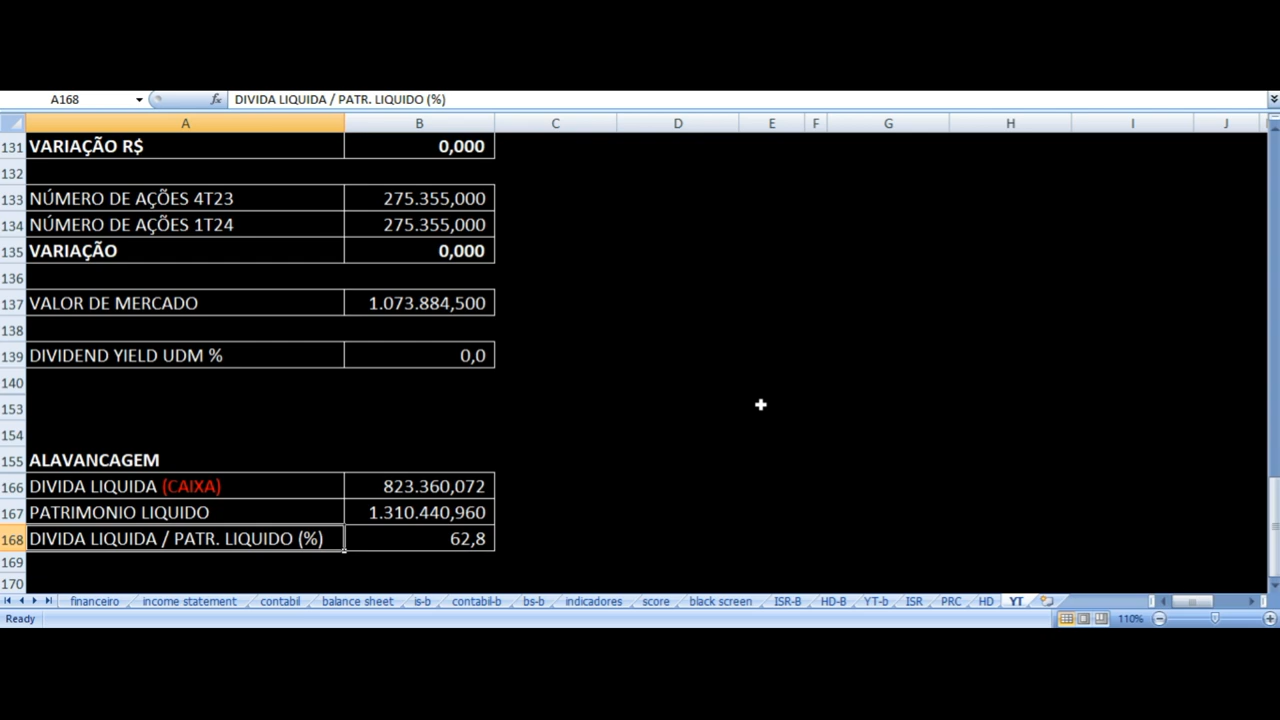 A168 fx DIVIDA LIQUIDA / PATR. LIQUIDO (%)
A B C D E F G H I J
131 VARIAÇÃO R$ 0,000
132
133 NÚMERO DE AÇÕES 4T23 275.355,000
134 NÚMERO DE AÇÕES 1T24 275.355,000
135 VARIAÇÃO 0,000
136
137 VALOR DE MERCADO 1.073.884,500
138
139 DIVIDEND YIELD UDM % 0,0
140
153
154
155 ALAVANCAGEM
166 DIVIDA LIQUIDA (CAIXA) 823.360,072
167 PATRIMONIO LIQUIDO 1.310.440,960
168 DIVIDA LIQUIDA / PATR. LIQUIDO (%) 62,8
169
170
financeiro income statement contabil balance sheet is-b contabil-b bs-b indicadores score black screen ISR-B HD-B YT-b ISR PRC HD YT
Ready 110%